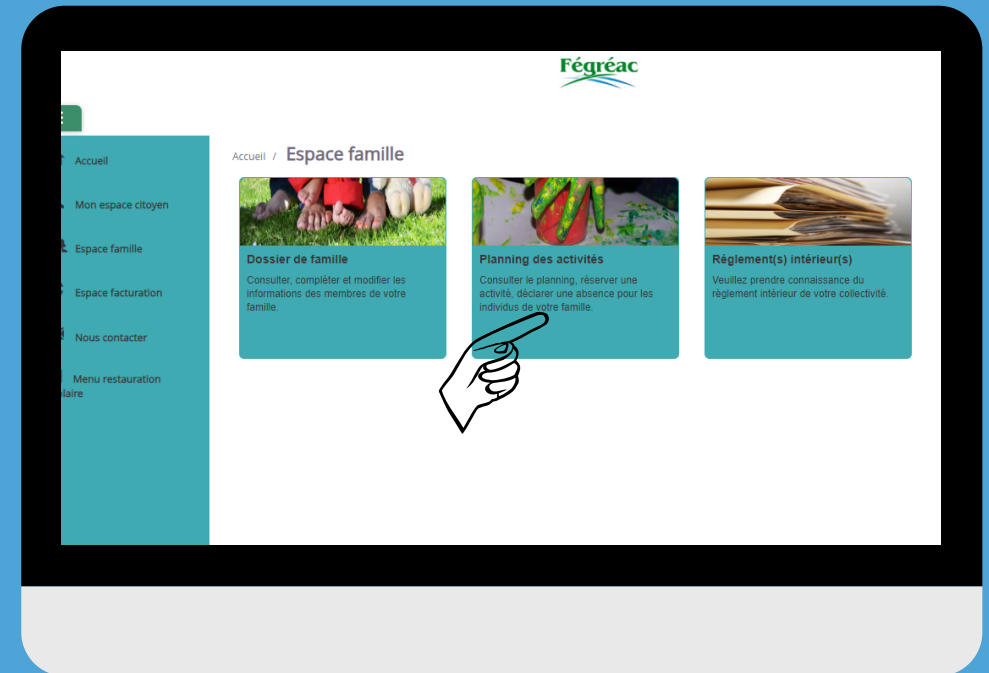 Fégréac
Accueil / Espace famille
Accueil
Mon espace citoyen
Espace famille
Espace facturation
Nous contacter
Menu restauration
laire
Dossier de famille
Consulter, compléter et modifier les
informations des membres de votre
famille.
Planning des activités
Consulter le planning, réserver une
activité, déclarer une absence pour les
individus de votre famille.
Règlement(s) intérieur(s)
Veuillez prendre connaissance du
règlement intérieur de votre collectivité.